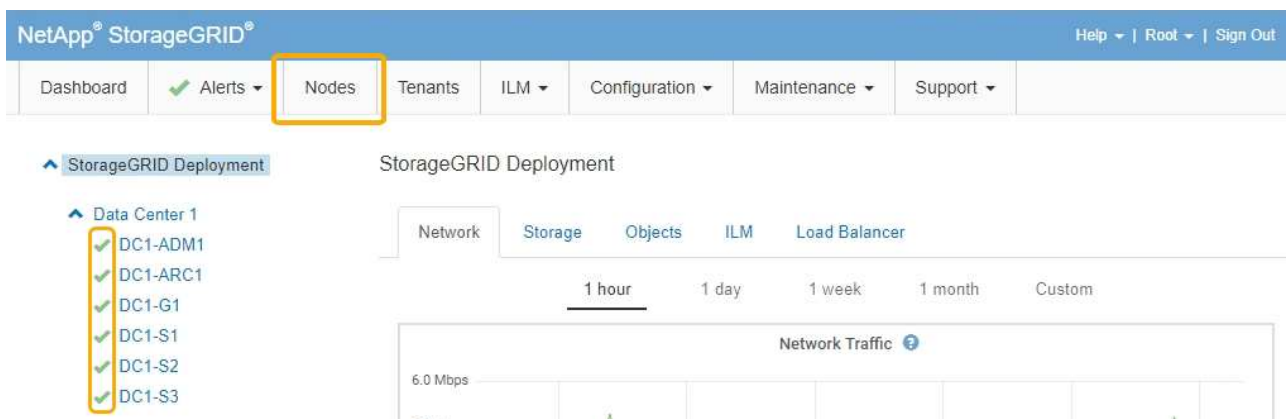 NetApp® StorageGRID®
Help | Root | Sign Out
Dashboard Alerts Nodes Tenants ILM Configuration Maintenance Support
StorageGRID Deployment
StorageGRID Deployment
Data Center 1
Network Storage Objects ILM Load Balancer
DC1-ADM1
DC1-ARC1
1 hour 1 day 1 week 1 month Custom
DC1-G1
DC1-S1
Network Traffic
DC1-S2
6.0 Mbps
DC1-S3